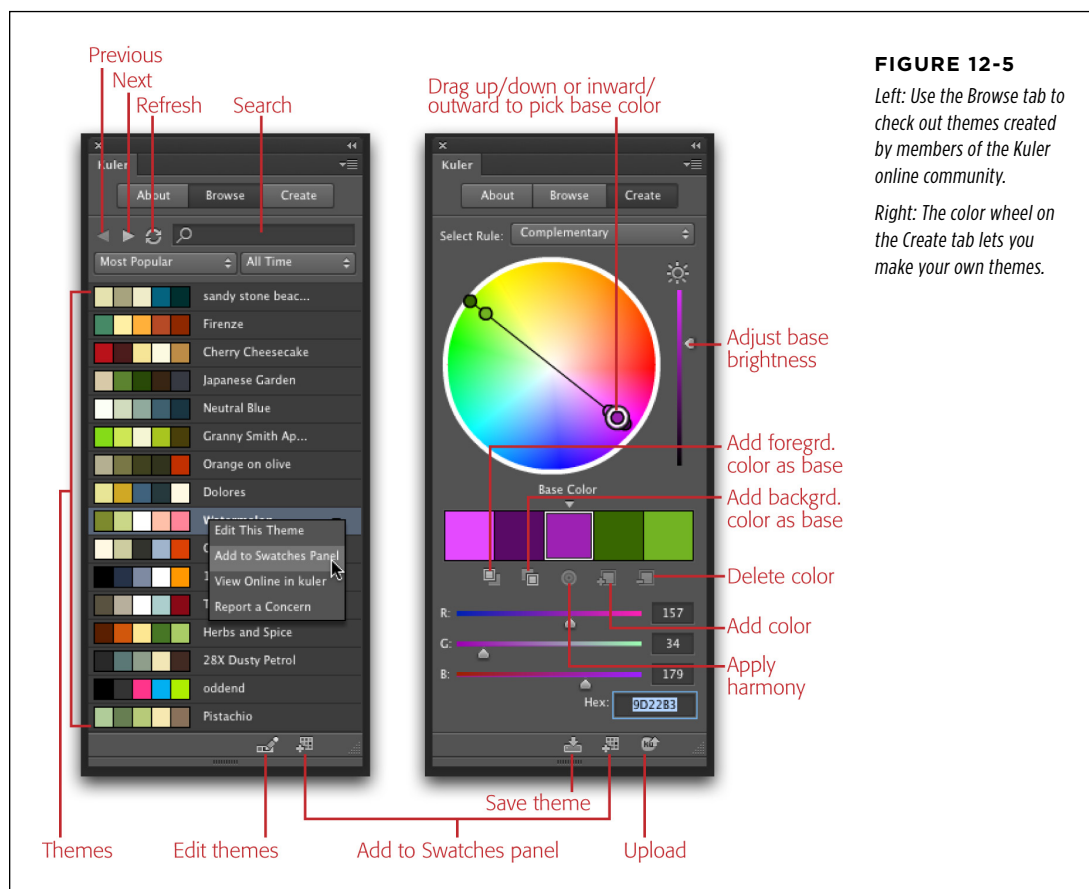 Previous
Next
Refresh
Search
Drag up/down or inward/
outward to pick base color
FIGURE 12-5
Left: Use the Browse tab to
check out themes created
by members of the Kuler
online community.
Right: The color wheel on
the Create tab lets you
make your own themes.
Kuler
About
Browse
Create
Most Popular
All Time
sandy stone beac...
Firenze
Cherry Cheesecake
Japanese Garden
Neutral Blue
Granny Smith Ap...
Orange on olive
Dolores
Watermelon
Edit This Theme
Add to Swatches Panel
View Online in kuler
Report a Concern
Herbs and Spice
28X Dusty Petrol
oddend
Pistachio
Kuler
About
Browse
Create
Select Rule:
Complementary
Base Color
R:
157
G:
34
B:
179
Hex:
9D22B3
Adjust base
brightness
Add foregrd.
color as base
Add backgrd.
color as base
Delete color
Add color
Apply
harmony
Save theme
Themes
Edit themes
Add to Swatches panel
Upload